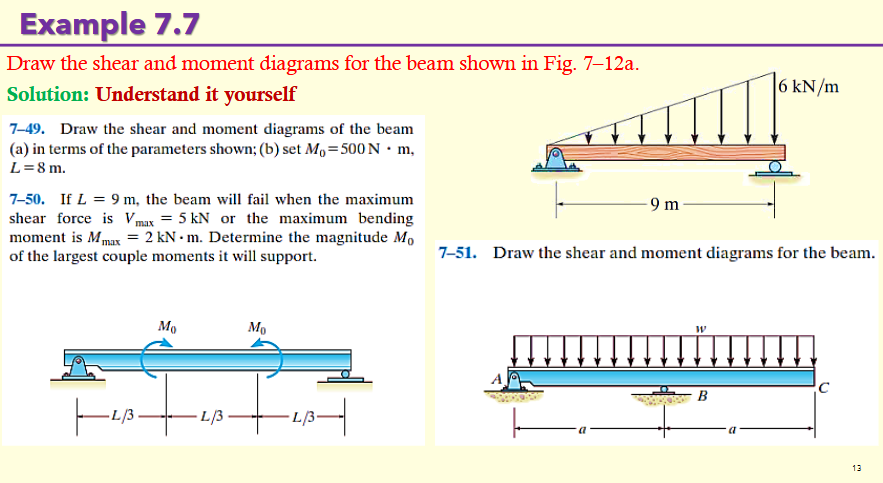 Example 7.7
Draw the shear and moment diagrams for the beam shown in Fig. 7–12a.
Solution: Understand it yourself
6 kN/m
9 m
7–49. Draw the shear and moment diagrams of the beam
(a) in terms of the parameters shown; (b) set M₀ = 500 N · m,
L = 8 m.
7–50. If L = 9 m, the beam will fail when the maximum
shear force is Vmax = 5 kN or the maximum bending
moment is Mmax = 2 kN · m. Determine the magnitude M₀
of the largest couple moments it will support.
M₀ M₀
L/3 L/3 L/3
7–51. Draw the shear and moment diagrams for the beam.
w
A
B
C
a a
13